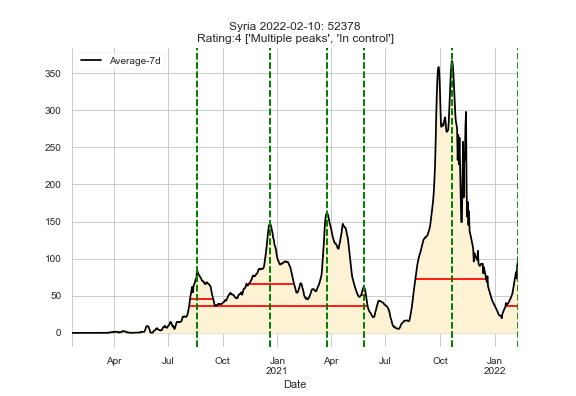 Syria 2022-02-10: 52378
Rating:4 ['Multiple peaks', 'In control']
Average-7d
350
300
250
200
150
100
50
0
Apr Jul Oct Jan Apr Jul Oct Jan
2021 2022
Date